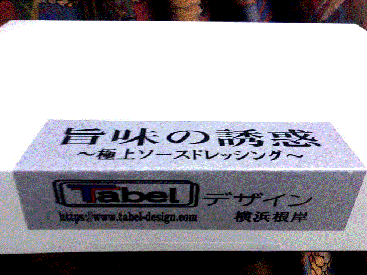 旨味の誘惑
～極上ソースドレッシング～
Tabel デザイン
https://www.tabel-design.com 横浜根岸